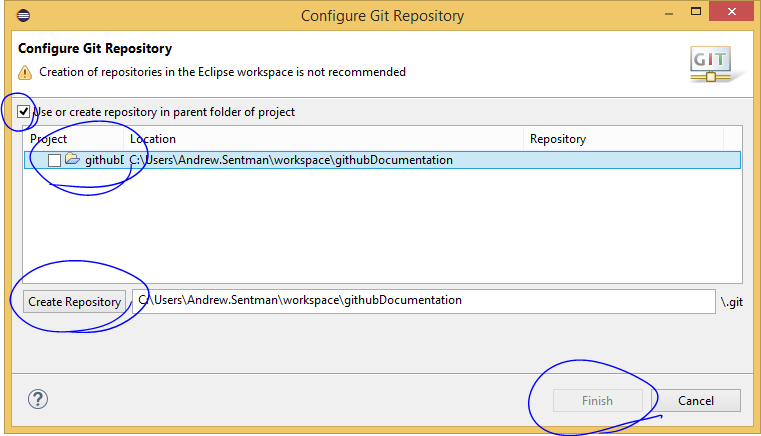 Configure Git Repository
Configure Git Repository
Creation of repositories in the Eclipse workspace is not recommended
GIT
Use or create repository in parent folder of project
Project Location Repository
github C:\Users\Andrew.Sentman\workspace\githubDocumentation
Create Repository C:\Users\Andrew.Sentman\workspace\githubDocumentation \.git
? Finish Cancel